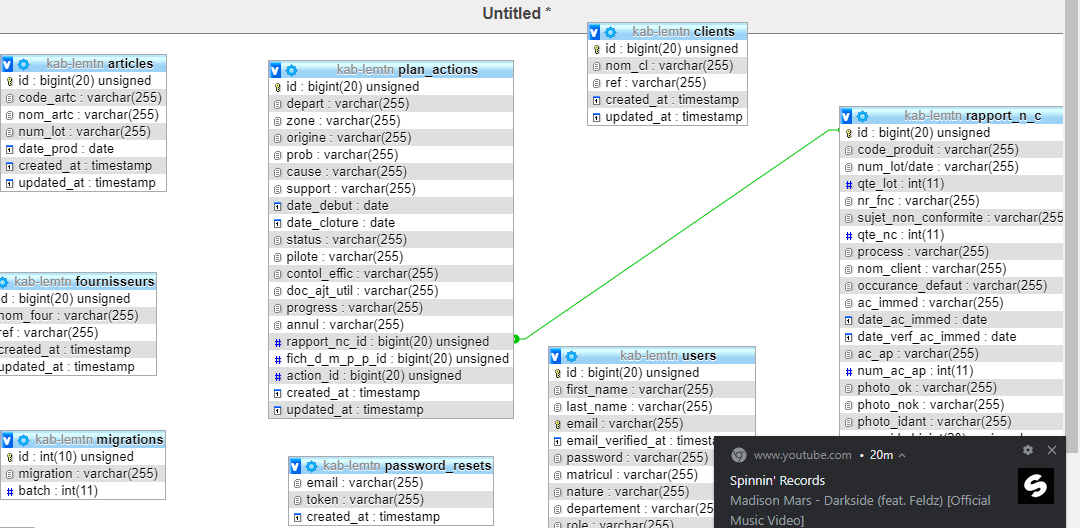 Untitled *
kab-lemtn articles
id : bigint(20) unsigned
code_artc : varchar(255)
nom_artc : varchar(255)
num_lot : varchar(255)
date_prod : date
created_at : timestamp
updated_at : timestamp
kab-lemtn fournisseurs
d : bigint(20) unsigned
nom_four : varchar(255)
ref : varchar(255)
created_at : timestamp
updated_at : timestamp
kab-lemtn migrations
id : int(10) unsigned
migration : varchar(255)
batch : int(11)
kab-lemtn plan_actions
id : bigint(20) unsigned
depart : varchar(255)
zone : varchar(255)
origine : varchar(255)
prob : varchar(255)
cause : varchar(255)
support : varchar(255)
date_debut : date
date_cloture : date
status : varchar(255)
pilote : varchar(255)
contol_effic : varchar(255)
doc_ajt_util : varchar(255)
progress : varchar(255)
annul : varchar(255)
rapport_nc_id : bigint(20) unsigned
fich_d_m_p_p_id : bigint(20) unsigned
action_id : bigint(20) unsigned
created_at : timestamp
updated_at : timestamp
kab-lemtn password_resets
email : varchar(255)
token : varchar(255)
created_at : timestamp
kab-lemtn clients
id : bigint(20) unsigned
nom_cl : varchar(255)
ref : varchar(255)
created_at : timestamp
updated_at : timestamp
kab-lemtn users
id : bigint(20) unsigned
first_name : varchar(255)
last_name : varchar(255)
email : varchar(255)
email_verified_at : timesta
password : varchar(255)
matricul : varchar(255)
nature : varchar(255)
departement : varchar(255)
role : varchar(255)
kab-lemtn rapport_n_c
id : bigint(20) unsigned
code_produit : varchar(255)
num_lot/date : varchar(255)
qte_lot : int(11)
nr_fnc : varchar(255)
sujet_non_conformite : varchar(255
qte_nc : int(11)
process : varchar(255)
nom_client : varchar(255)
occurance_defaut : varchar(255)
ac_immed : varchar(255)
date_ac_immed : date
date_verf_ac_immed : date
ac_ap : varchar(255)
num_ac_ap : int(11)
photo_ok : varchar(255)
photo_nok : varchar(255)
photo_idant : varchar(255)
www.youtube.com • 20m
Spinnin' Records
Madison Mars - Darkside (feat. Feldz) [Official
Music Video]